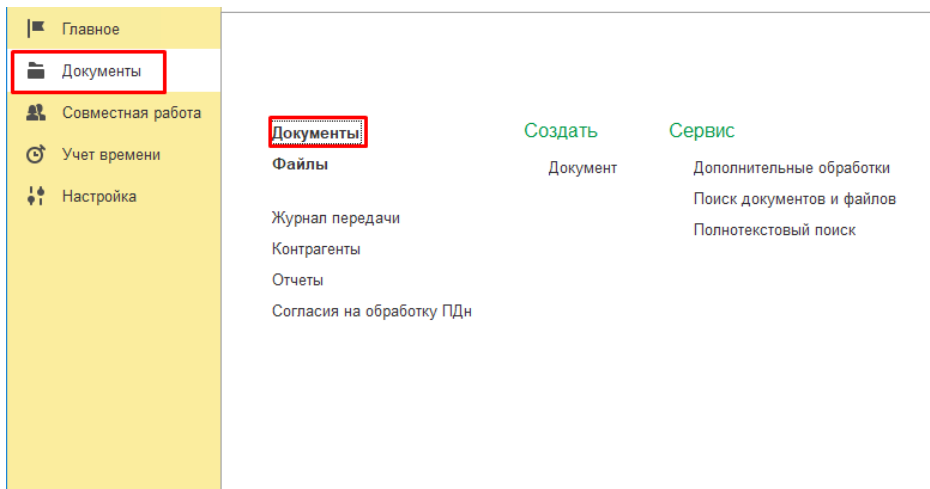 Главное
Документы
Совместная работа
Учет времени
Настройка
Документы
Файлы
Журнал передачи
Контрагенты
Отчеты
Согласия на обработку ПДн
Создать
Документ
Сервис
Дополнительные обработки
Поиск документов и файлов
Полнотекстовый поиск